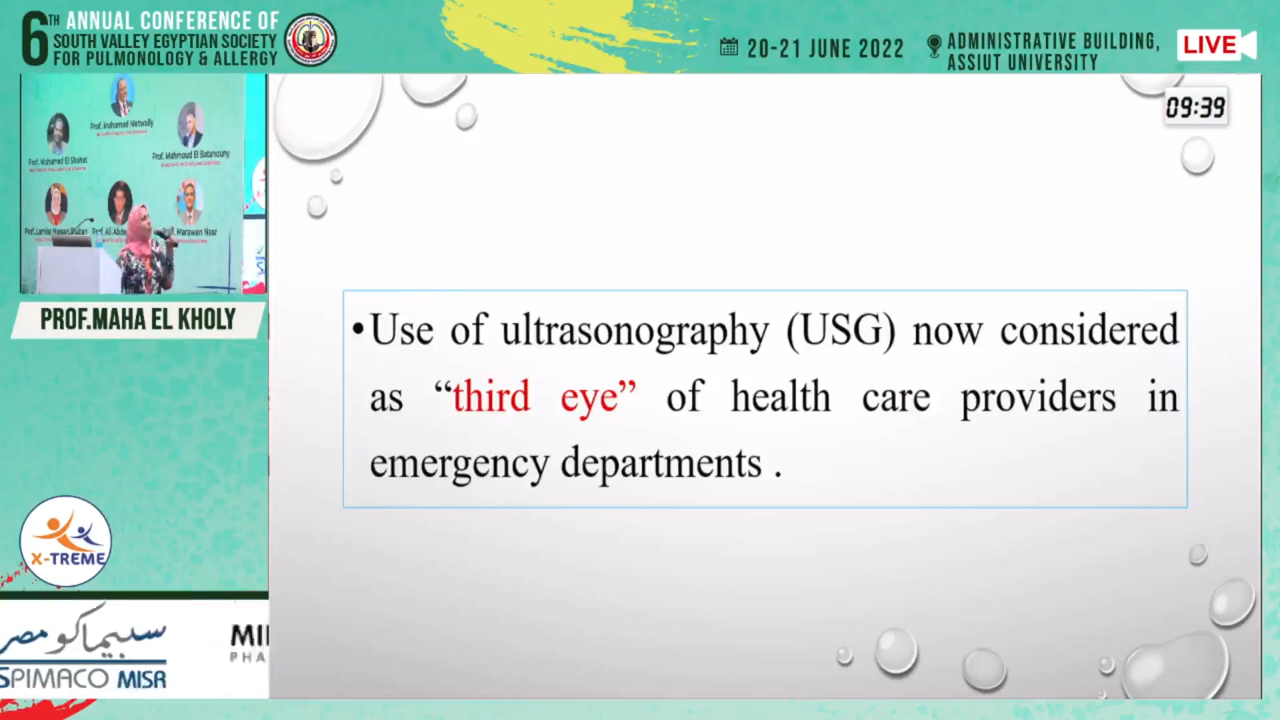 6TH ANNUAL CONFERENCE OF
SOUTH VALLEY EGYPTIAN SOCIETY
FOR PULMONOLOGY & ALLERGY
20-21 JUNE 2022
ADMINISTRATIVE BUILDING,
ASSIUT UNIVERSITY
LIVE
09:39
Prof. Mohamed Metwally
Prof. Mohamed El Shahat
Prof. Mahmoud El Batanouny
Prof. Marawan Nasr
PROF.MAHA EL KHOLY
•Use of ultrasonography (USG) now considered
as “third eye” of health care providers in
emergency departments .
X-TREME
سبيماكو مصر
SPIMACO MISR